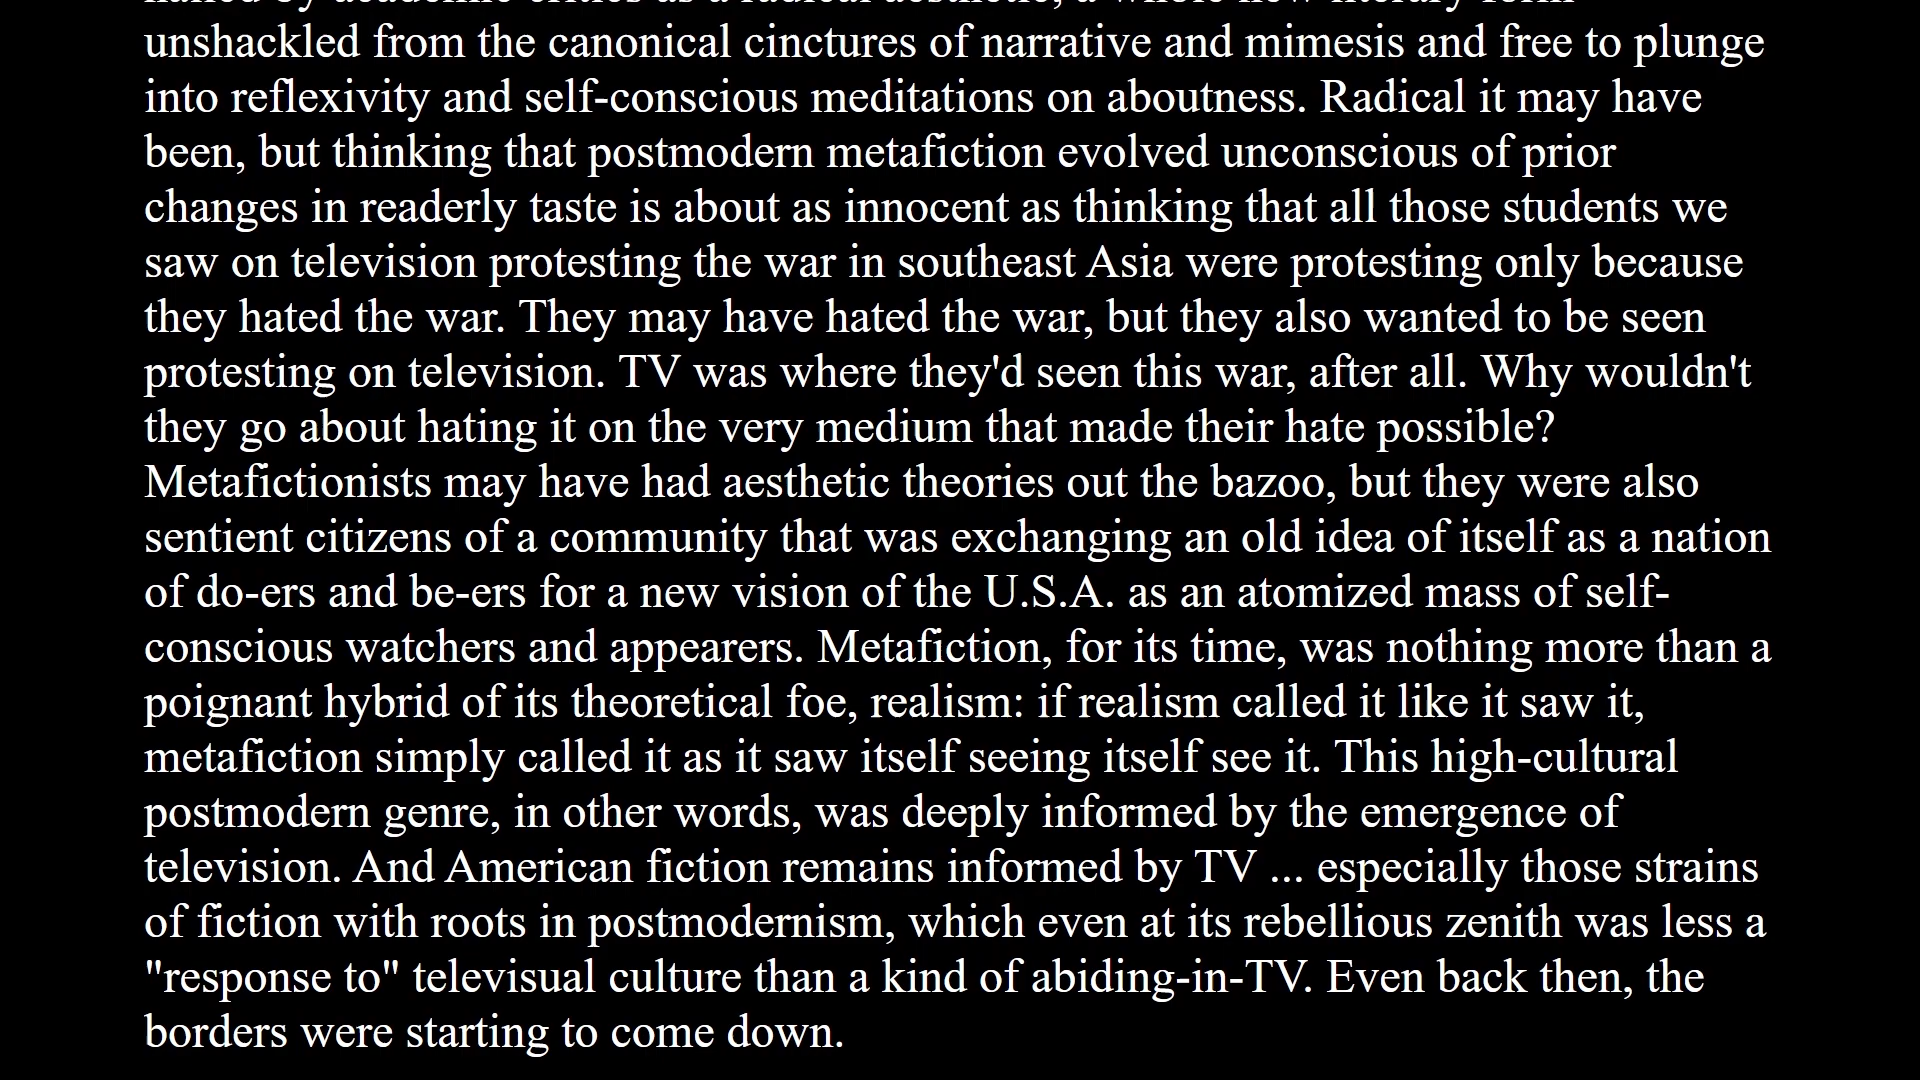 unshackled from the canonical cinctures of narrative and mimesis and free to plunge
into reflexivity and self-conscious meditations on aboutness. Radical it may have
been, but thinking that postmodern metafiction evolved unconscious of prior
changes in readerly taste is about as innocent as thinking that all those students we
saw on television protesting the war in southeast Asia were protesting only because
they hated the war. They may have hated the war, but they also wanted to be seen
protesting on television. TV was where they'd seen this war, after all. Why wouldn't
they go about hating it on the very medium that made their hate possible?
Metafictionists may have had aesthetic theories out the bazoo, but they were also
sentient citizens of a community that was exchanging an old idea of itself as a nation
of do-ers and be-ers for a new vision of the U.S.A. as an atomized mass of self-
conscious watchers and appearers. Metafiction, for its time, was nothing more than a
poignant hybrid of its theoretical foe, realism: if realism called it like it saw it,
metafiction simply called it as it saw itself seeing itself see it. This high-cultural
postmodern genre, in other words, was deeply informed by the emergence of
television. And American fiction remains informed by TV ... especially those strains
of fiction with roots in postmodernism, which even at its rebellious zenith was less a
"response to" televisual culture than a kind of abiding-in-TV. Even back then, the
borders were starting to come down.